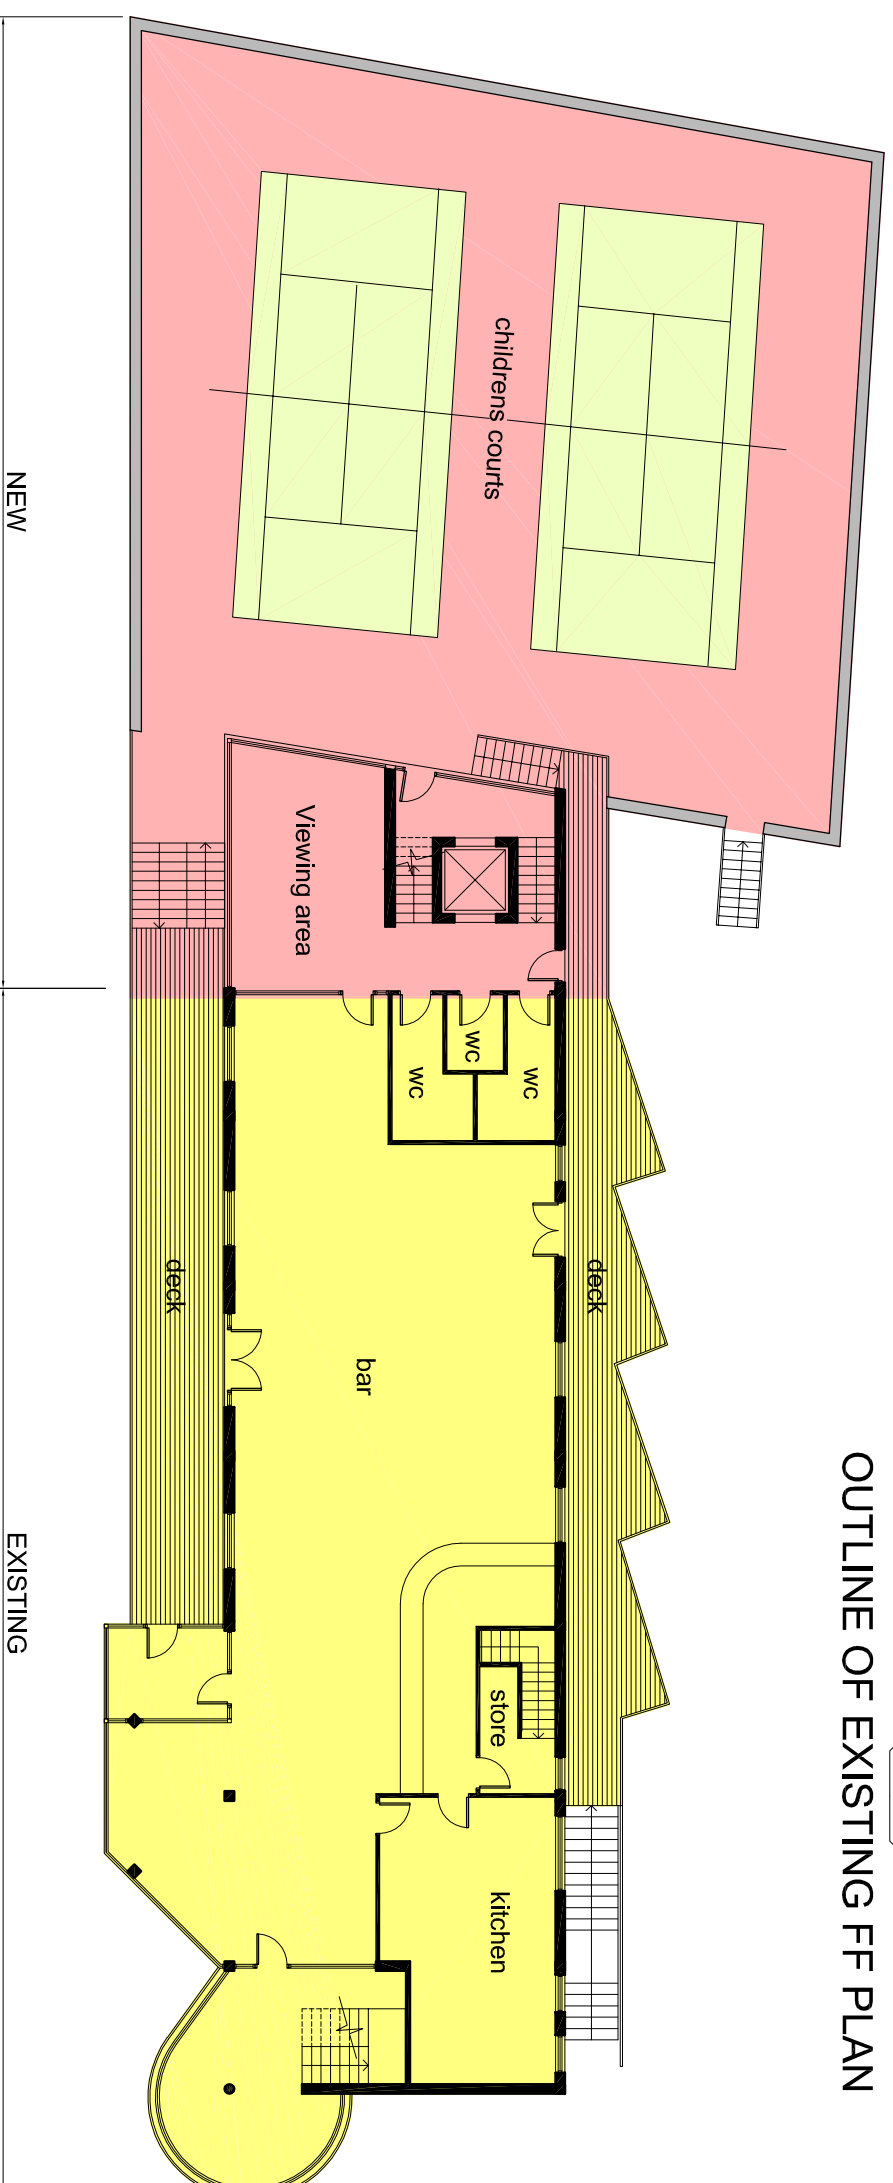 OUTLINE OF EXISTING FF PLAN
childrens courts
Viewing area
wc
wc
wc
deck
deck
bar
store
kitchen
NEW
EXISTING